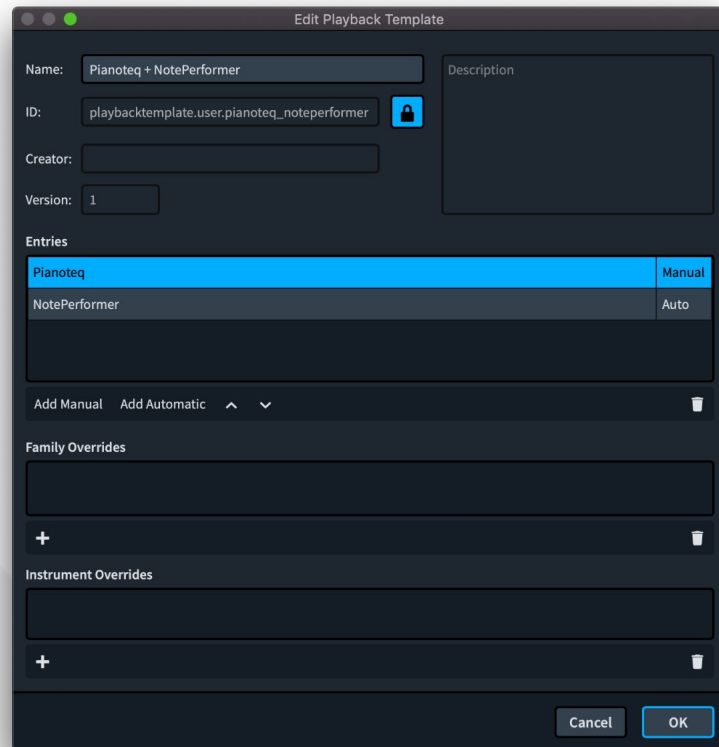 Edit Playback Template
Name: Pianoteq + NotePerformer
Description
ID: playbacktemplate.user.pianoteq_noteperformer
Creator:
Version: 1
Entries
Pianoteq Manual
NotePerformer Auto
Add Manual Add Automatic
Family Overrides
+
Instrument Overrides
+
Cancel OK